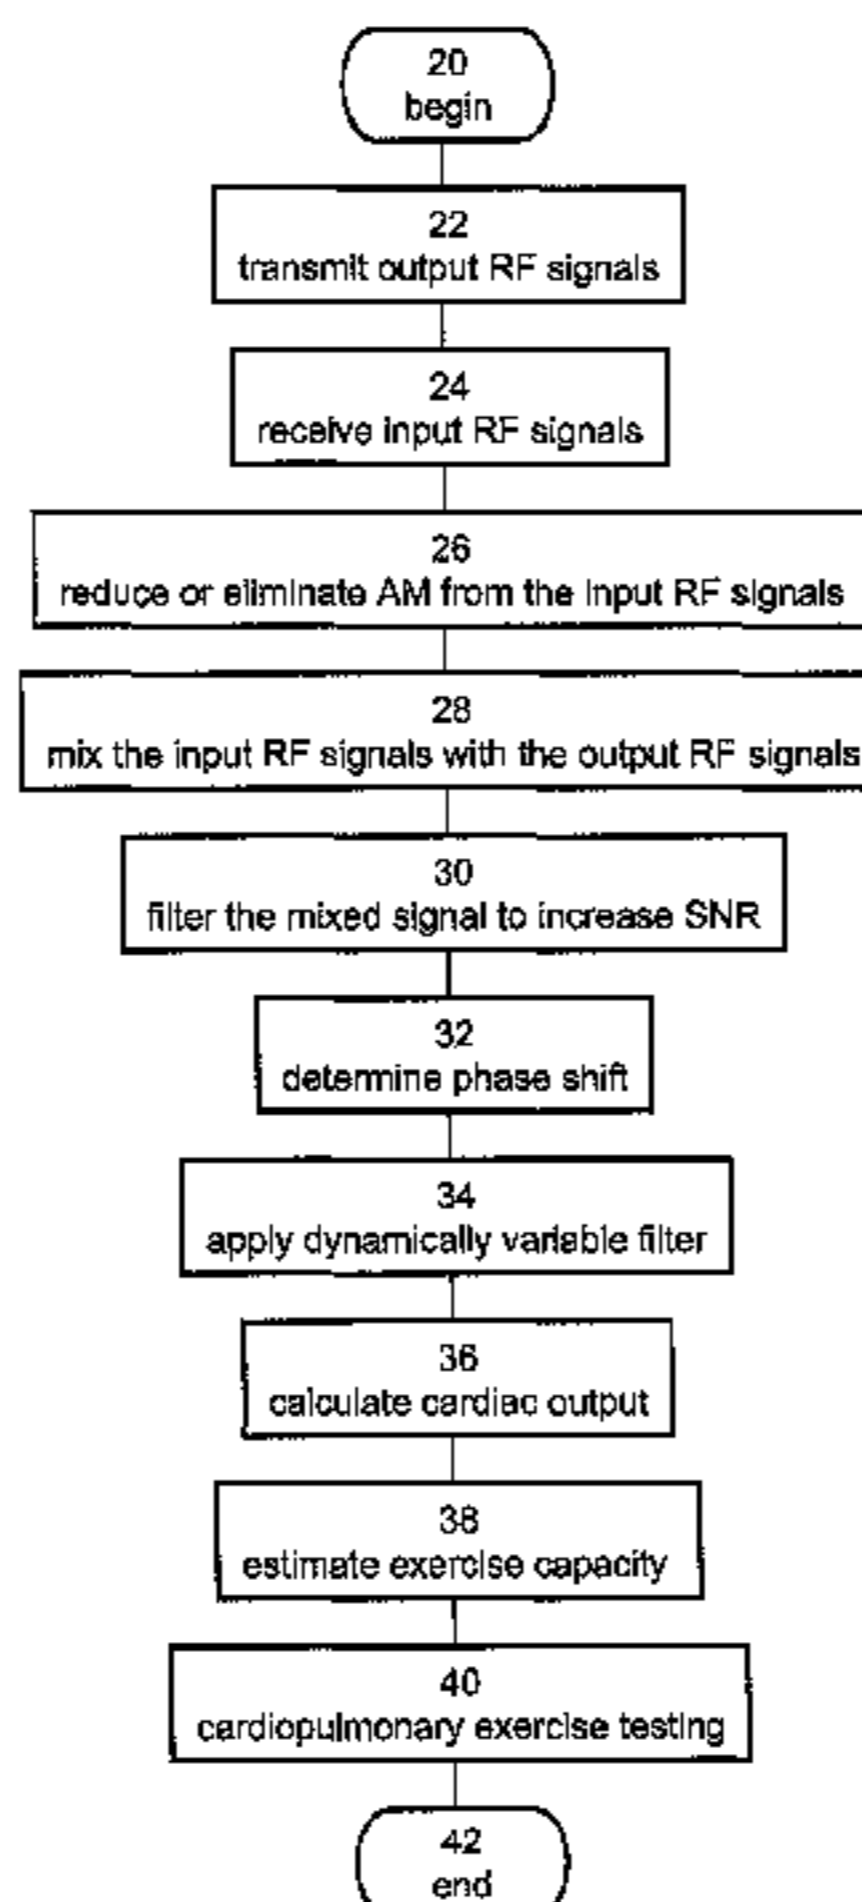 20
begin
22
transmit output RF signals
24
receive input RF signals
26
reduce or eliminate AM from the input RF signals
28
mix the input RF signals with the output RF signals
30
filter the mixed signal to increase SNR
32
determine phase shift
34
apply dynamically variable filter
36
calculate cardiac output
38
estimate exercise capacity
40
cardiopulmonary exercise testing
42
end